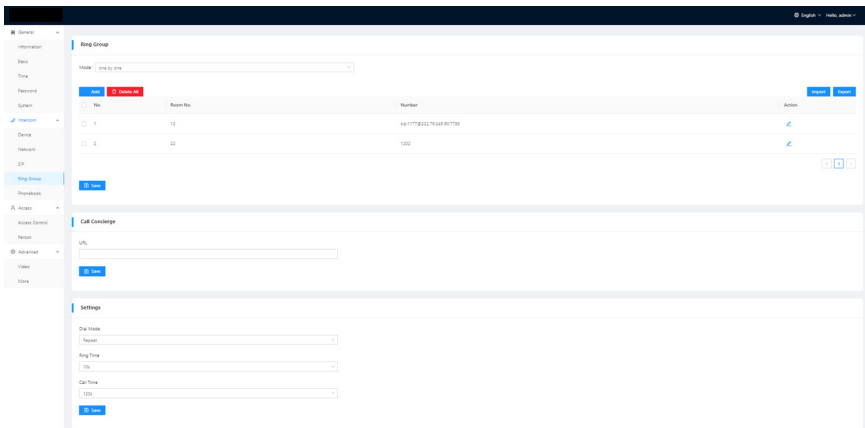 English Hello, admin
General
Information
Basic
Time
Password
System
Intercom
Device
Network
SIP
Ring Group
Phonebook
Access
Access Control
Person
Advanced
Video
More
Ring Group
Mode: one by one
Add Delete All Import Export
No. Room No. Number Action
1 12
2 22 1202
1
Save
Call Concierge
URL
Save
Settings
Dial Mode
Repeat
Ring Time
10s
Call Time
120s
Save